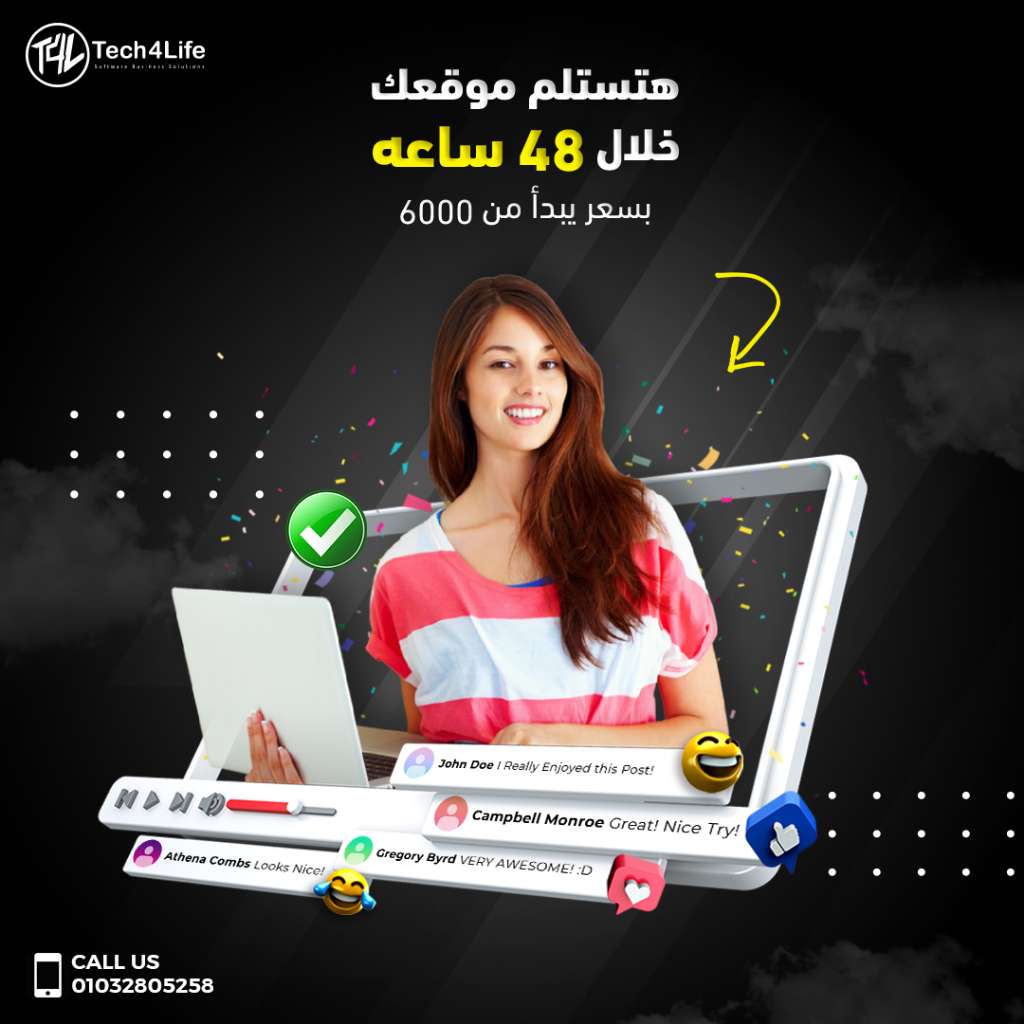 T4L
Tech4Life
Software Business Solutions
هتستلم موقعك
خلال 48 ساعه
بسعر يبدأ من 6000
John Doe I Really Enjoyed this Post!
Campbell Monroe Great! Nice Try!
Gregory Byrd VERY AWESOME! :D
Athena Combs Looks Nice!
CALL US
01032805258